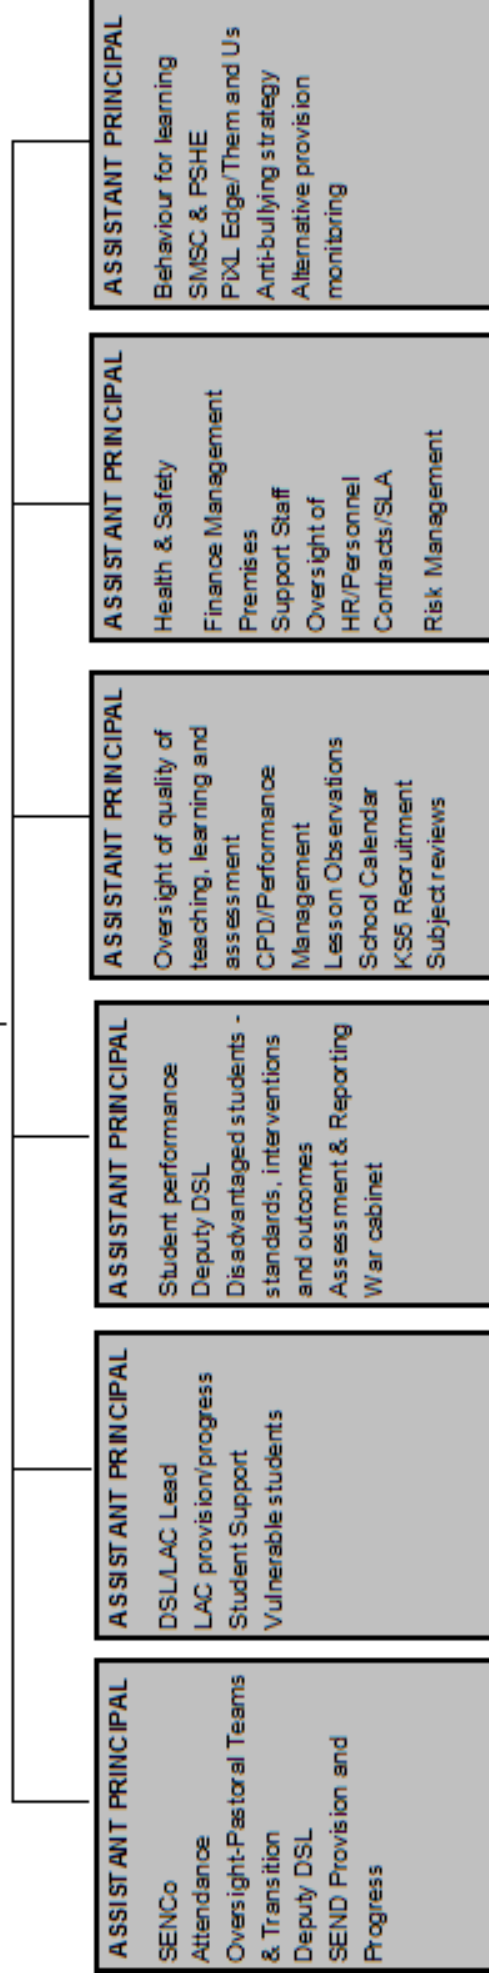 ASSISTANT PRINCIPAL
SENCo
Attendance
Oversight-Pastoral Teams
& Transition
Deputy DSL
SEND Provision and
Progress
ASSISTANT PRINCIPAL
DSL/LAC Lead
LAC provision/progress
Student Support
Vulnerable students
ASSISTANT PRINCIPAL
Student performance
Deputy DSL
Disadvantaged students -
standards, interventions
and outcomes
Assessment & Reporting
War cabinet
ASSISTANT PRINCIPAL
Oversight of quality of
teaching, learning and
assessment
CPD/Performance
Management
Lesson Observations
School Calendar
KS5 Recruitment
Subject reviews
ASSISTANT PRINCIPAL
Health & Safety
Finance Management
Premises
Support Staff
Oversight of
HR/Personnel
Contracts/SLA
Risk Management
ASSISTANT PRINCIPAL
Behaviour for learning
SMSC & PSHE
PiXL Edge/Them and Us
Anti-bullying strategy
Alternative provision
monitoring